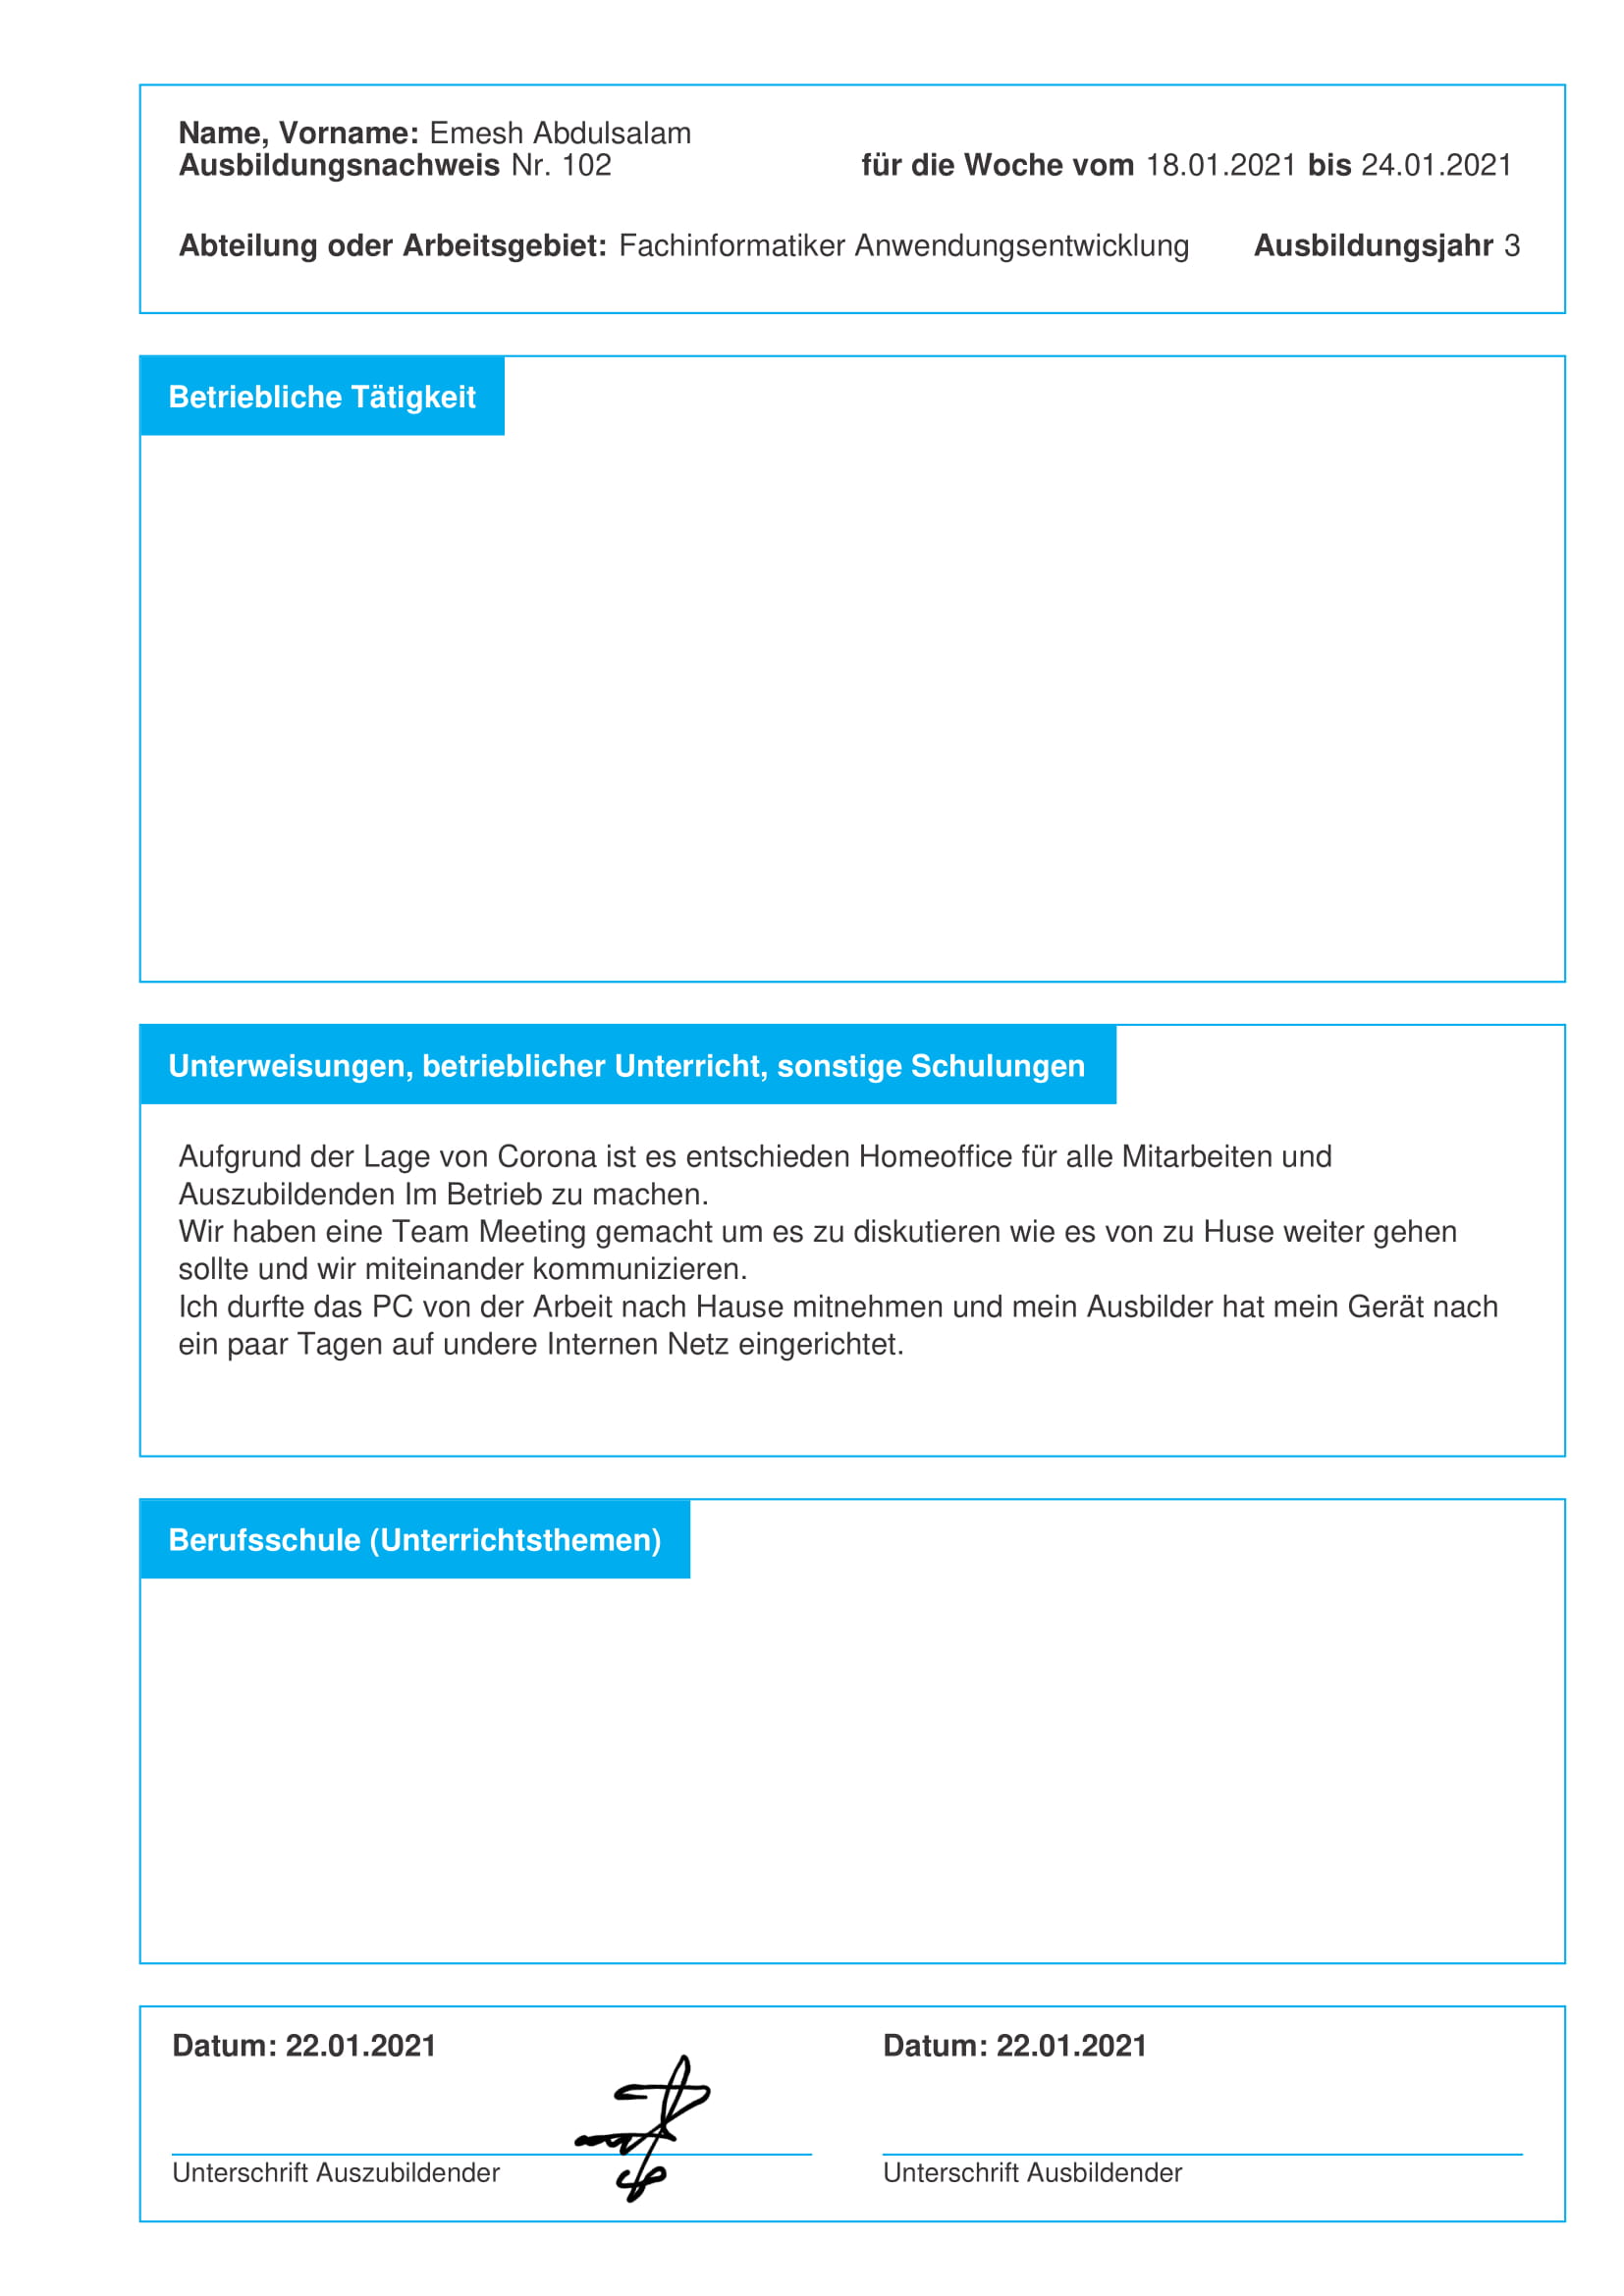 Name, Vorname: Emesh Abdulsalam
Ausbildungsnachweis Nr. 102 für die Woche vom 18.01.2021 bis 24.01.2021
Abteilung oder Arbeitsgebiet: Fachinformatiker Anwendungsentwicklung Ausbildungsjahr 3
Betriebliche Tätigkeit
Unterweisungen, betrieblicher Unterricht, sonstige Schulungen
Aufgrund der Lage von Corona ist es entschieden Homeoffice für alle Mitarbeiten und
Auszubildenden Im Betrieb zu machen.
Wir haben eine Team Meeting gemacht um es zu diskutieren wie es von zu Huse weiter gehen
sollte und wir miteinander kommunizieren.
Ich durfte das PC von der Arbeit nach Hause mitnehmen und mein Ausbilder hat mein Gerät nach
ein paar Tagen auf undere Internen Netz eingerichtet.
Berufsschule (Unterrichtsthemen)
Datum: 22.01.2021 Datum: 22.01.2021
Unterschrift Auszubildender Unterschrift Ausbildender